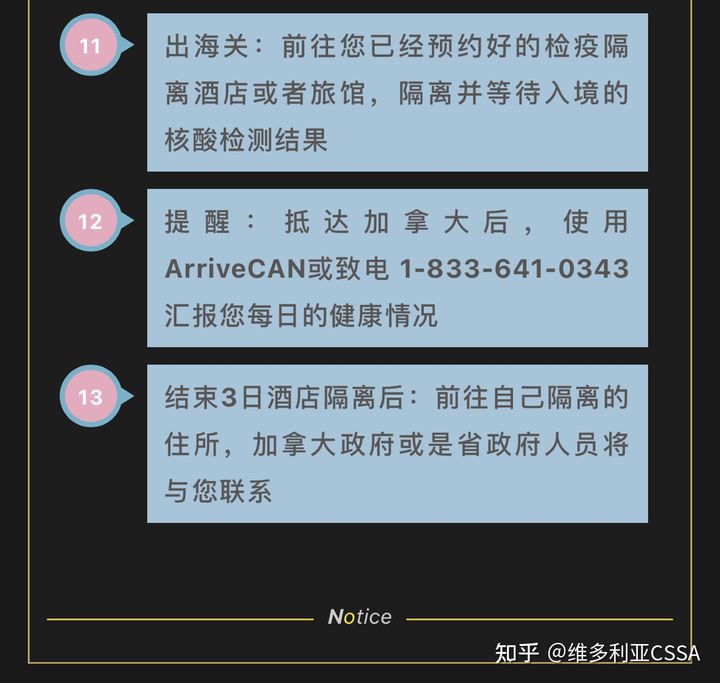 11
出海关：前往您已经预约好的检疫隔
离酒店或者旅馆，隔离并等待入境的
核酸检测结果
12
提醒：抵达加拿大后，使用
ArriveCAN或致电 1-833-641-0343
汇报您每日的健康情况
13
结束3日酒店隔离后：前往自己隔离的
住所，加拿大政府或是省政府人员将
与您联系
Notice
知乎 @维多利亚CSSA